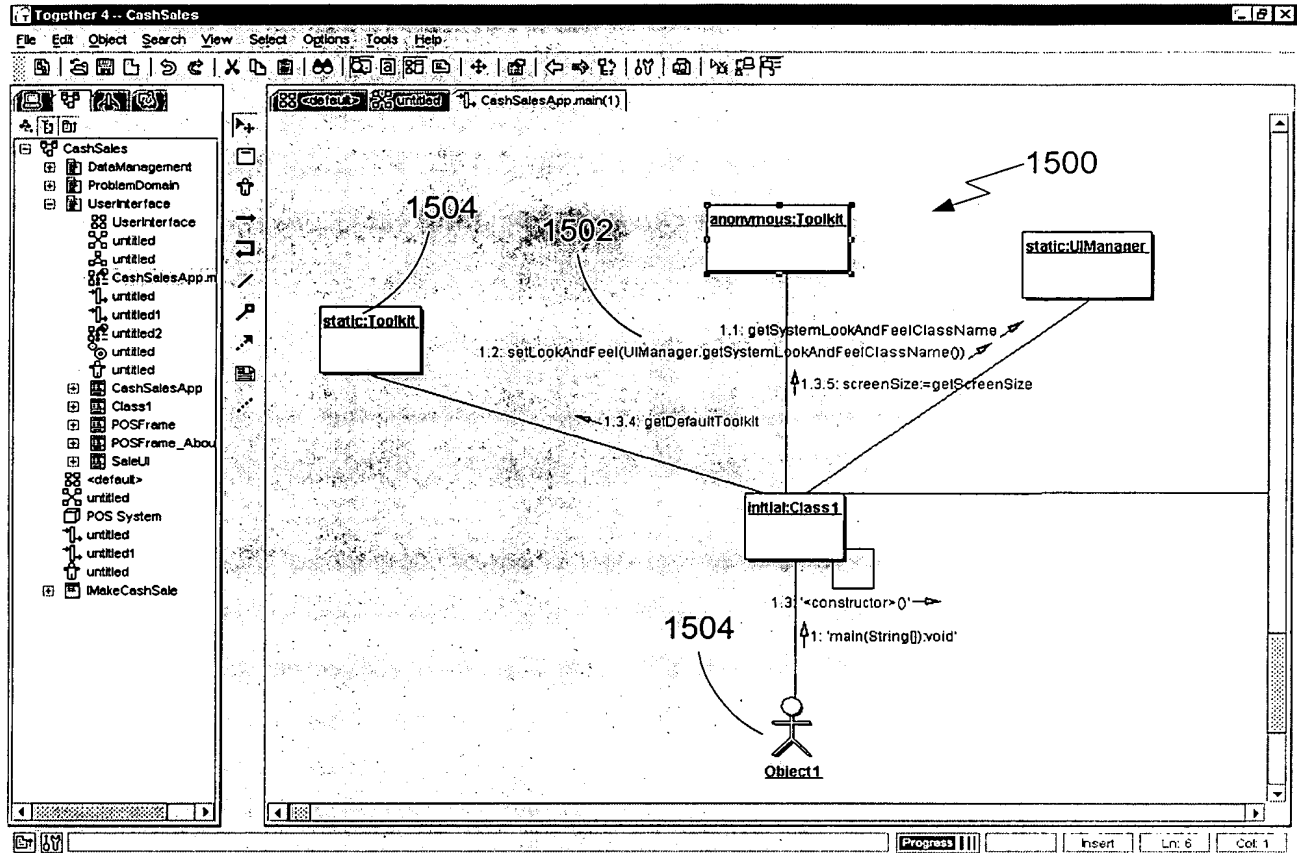 Together 4 -- CashSales
File Edit Object Search View Select Options Tools Help
<default> untitled CashSalesApp.main(1)
CashSales
DataManagement
ProblemDomain
UserInterface
UserInterface
untitled
untitled
CashSalesApp.m
untitled
untitled1
untitled2
untitled
untitled
CashSalesApp
Class1
POSFrame
POSFrame_Abou
SaleUI
<default>
untitled
POS System
untitled
untitled1
untitled
IMakeCashSale
1500
1504
1502
anonymous:Toolkit
static:UIManager
static:Toolkit
1.1: getSystemLookAndFeelClassName
1.2: setLookAndFeel(UIManager.getSystemLookAndFeelClassName())
1.3.5: screenSize:=getScreenSize
1.3.4: getDefaultToolkit
initial:Class1
1.3: '<constructor>()'
1: 'main(String[]):void'
1504
Object1
Progress
Insert
Ln: 6
Col: 1